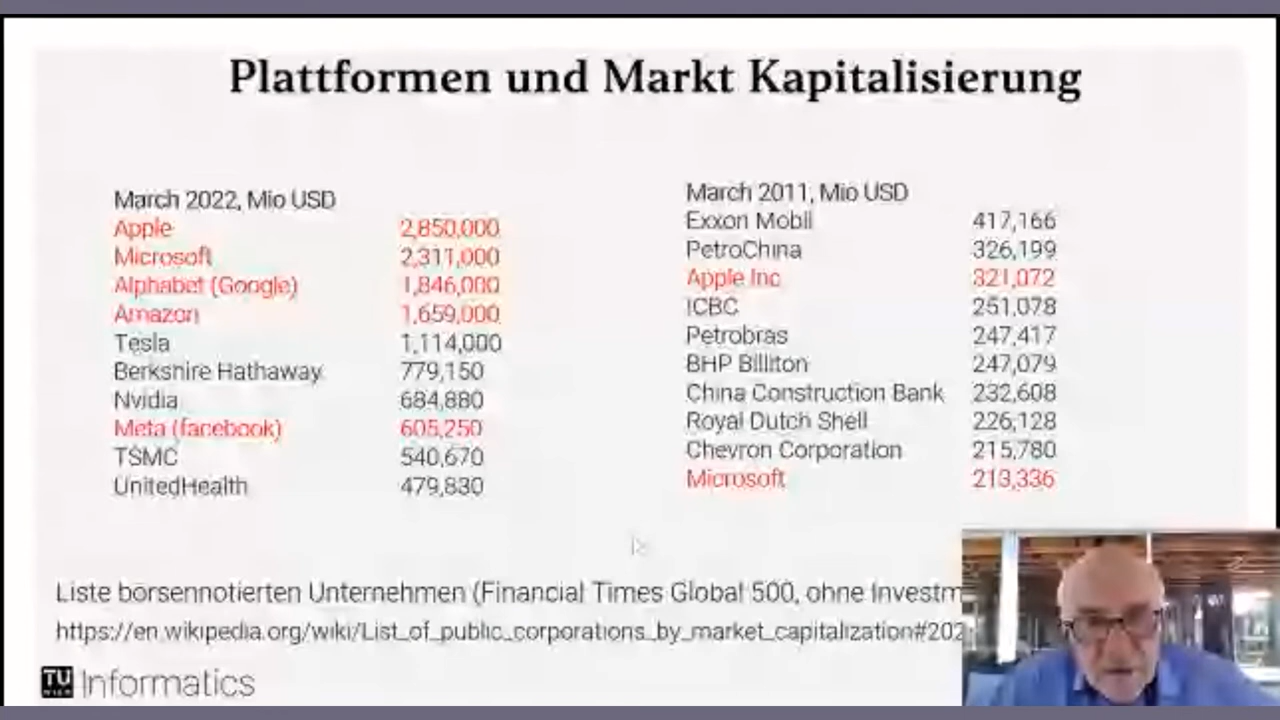 Plattformen und Markt Kapitalisierung
March 2022, Mio USD
Apple 2,850,000
Microsoft 2,311,000
Alphabet (Google) 1,846,000
Amazon 1,659,000
Tesla 1,114,000
Berkshire Hathaway 779,150
Nvidia 684,880
Meta (facebook) 605,250
TSMC 540,670
UnitedHealth 479,830
March 2011, Mio USD
Exxon Mobil 417,166
PetroChina 326,199
Apple Inc 321,072
ICBC 251,078
Petrobras 247,417
BHP Billiton 247,079
China Construction Bank 232,608
Royal Dutch Shell 226,128
Chevron Corporation 215,780
Microsoft 213,336
Liste börsennotierten Unternehmen (Financial Times Global 500, ohne Investm
https://en.wikipedia.org/wiki/List_of_public_corporations_by_market_capitalization#202
TU WIEN Informatics